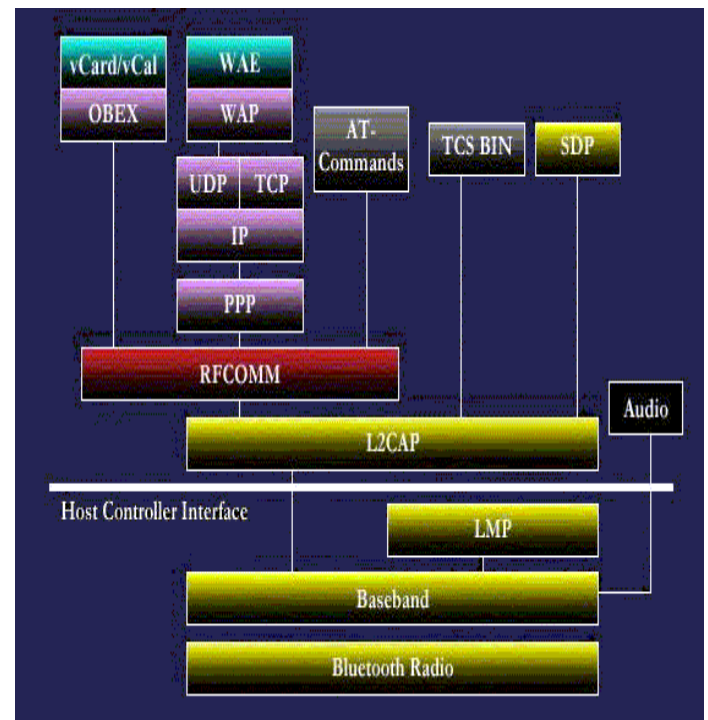 vCard/vCal
OBEX
WAE
WAP
AT-
Commands
TCS BIN
SDP
UDP
TCP
IP
PPP
RFCOMM
Audio
L2CAP
Host Controller Interface
LMP
Baseband
Bluetooth Radio